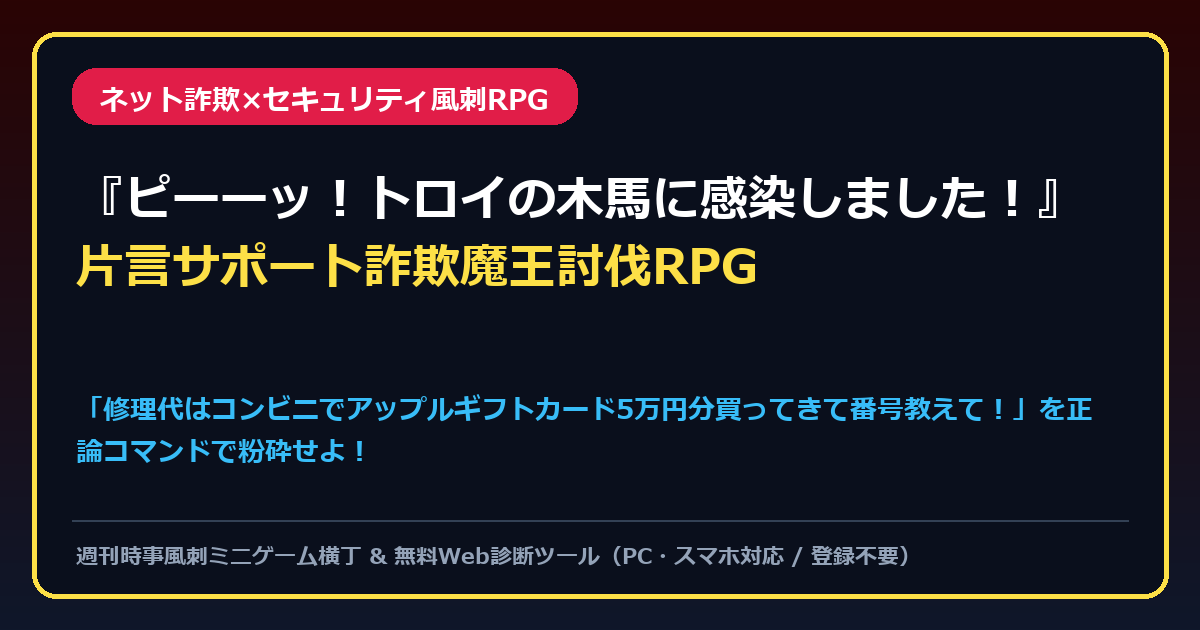 ネット詐欺×セキュリティ風刺RPG
『ピーーッ！トロイの木馬に感染しました！』
片言サポート詐欺魔王討伐RPG
「修理代はコンビニでアップルギフトカード5万円分買ってきて番号教えて！」を正
論コマンドで粉砕せよ！
週刊時事風刺ミニゲーム横丁 & 無料Web診断ツール（PC・スマホ対応 / 登録不要）